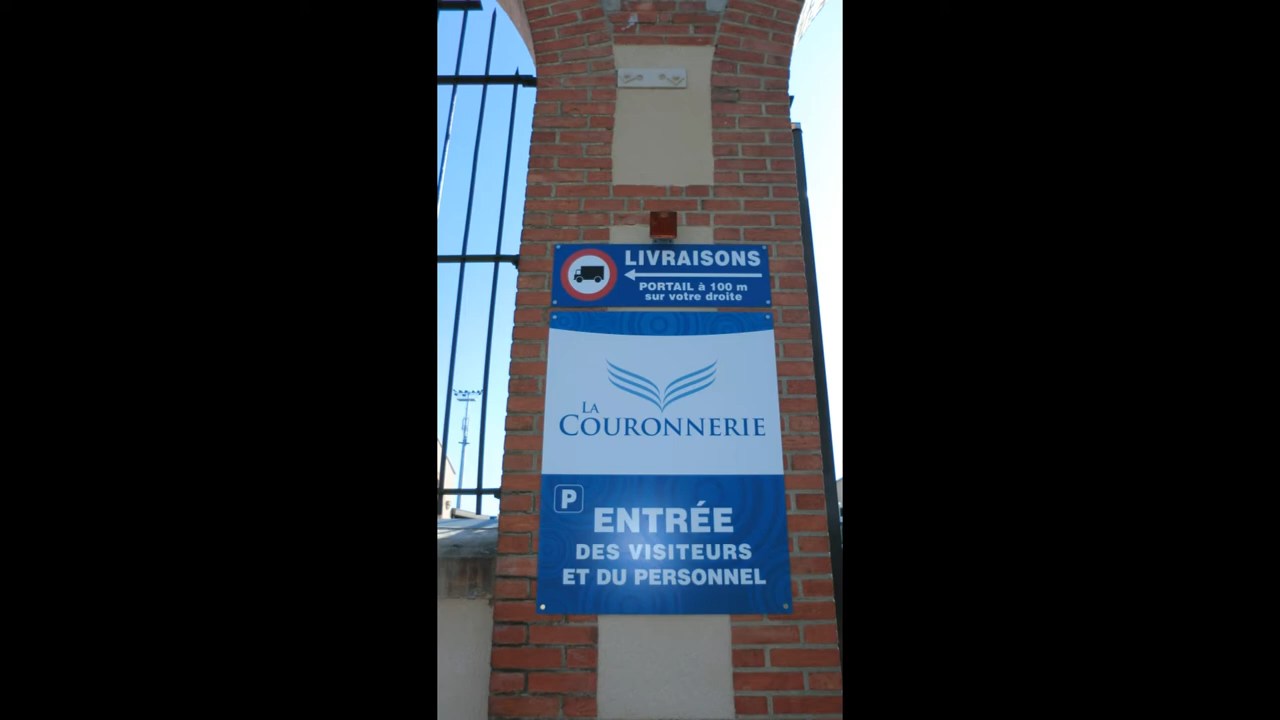 LIVRAISONS
PORTAIL à 100 m
sur votre droite
LA
COURONNERIE
P
ENTRÉE
DES VISITEURS
ET DU PERSONNEL